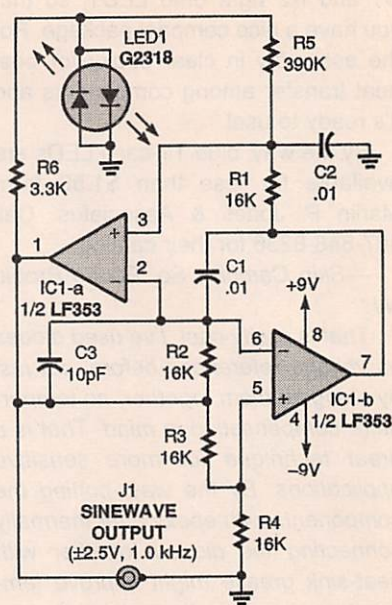 LED1
G2318
R5
390K
R6
3.3K
R1
16K
C2
.01
1
3
+
−
2
IC1-a
1/2 LF353
C1
.01
+9V
6
−
8
7
5
+
4
IC1-b
1/2 LF353
−9V
C3
10pF
R2
16K
R3
16K
R4
16K
J1
SINEWAVE
OUTPUT
(±2.5V, 1.0 kHz)